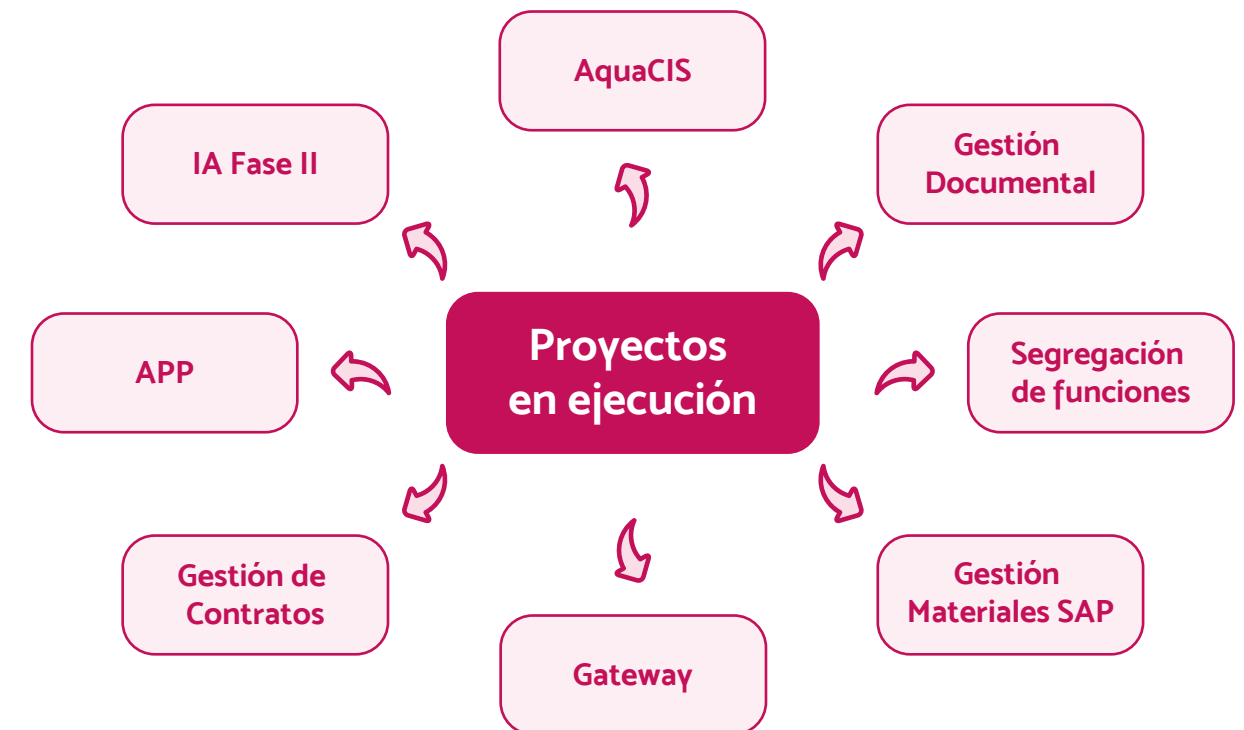 AquaCIS
IA Fase II
Gestión
Documental
Proyectos
en ejecución
APP
Segregación
de funciones
Gestión de
Contratos
Gestión
Materiales SAP
Gateway